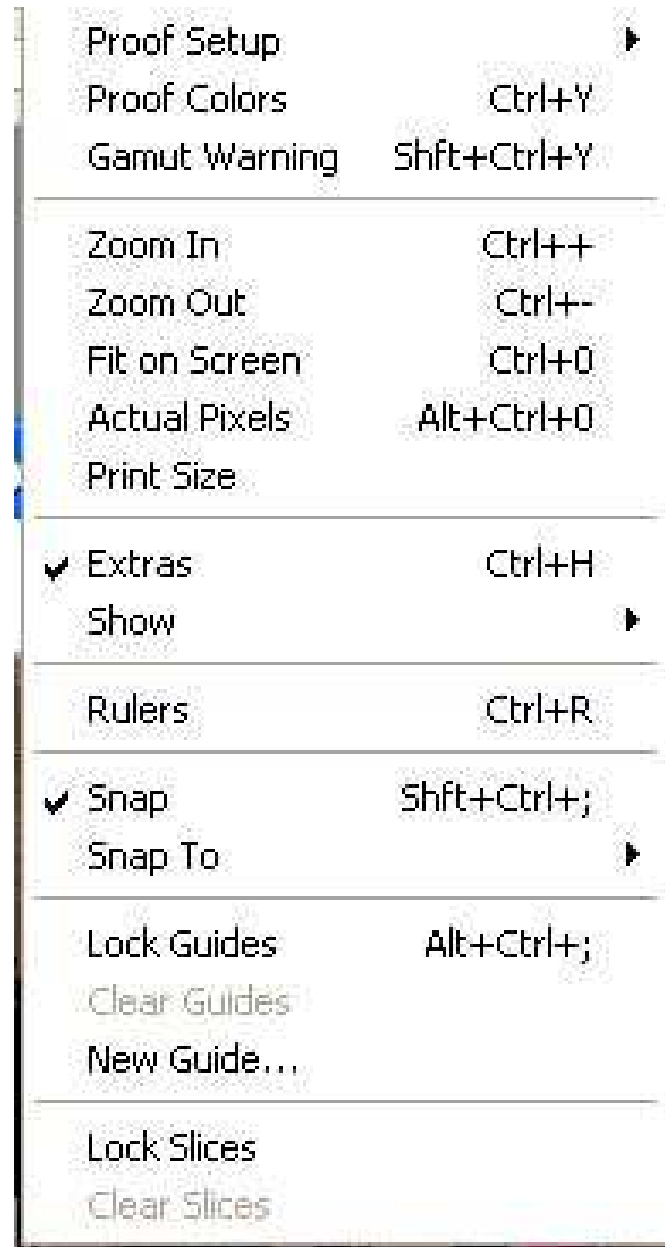 Proof Setup
Proof Colors Ctrl+Y
Gamut Warning Shft+Ctrl+Y
Zoom In Ctrl++
Zoom Out Ctrl+-
Fit on Screen Ctrl+0
Actual Pixels Alt+Ctrl+0
Print Size
Extras Ctrl+H
Show
Rulers Ctrl+R
Snap Shft+Ctrl+;
Snap To
Lock Guides Alt+Ctrl+;
Clear Guides
New Guide...
Lock Slices
Clear Slices